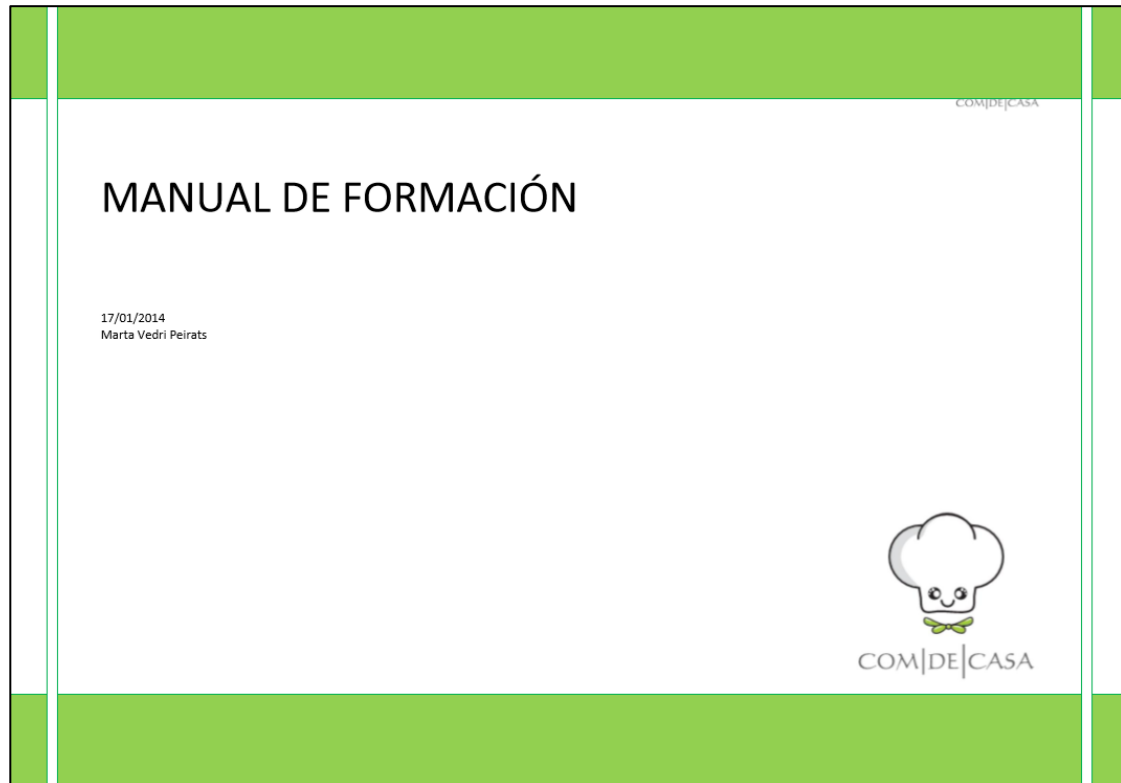 COM|DE|CASA
MANUAL DE FORMACIÓN
17/01/2014
Marta Vedri Peirats
COM|DE|CASA